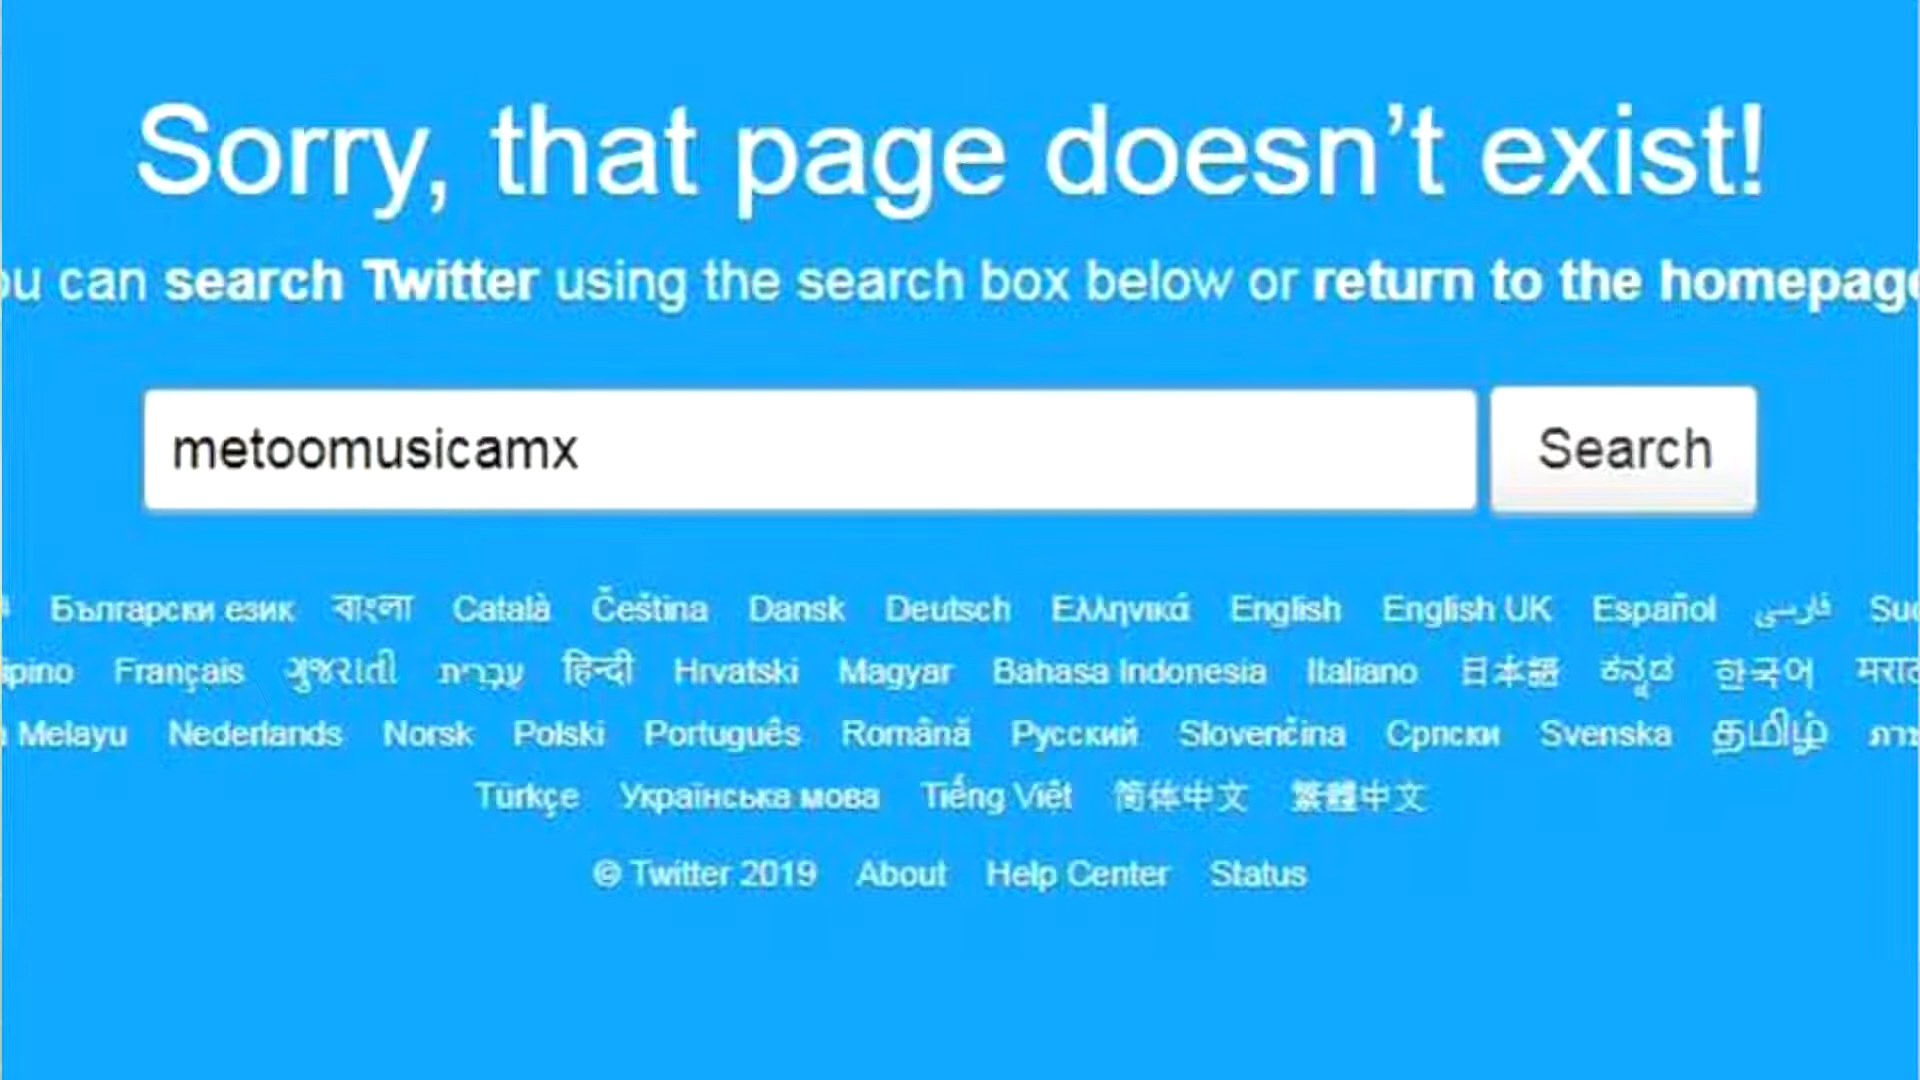 Sorry, that page doesn’t exist!
can search Twitter using the search box below or return to the
metoomusicamx
Search
Български език বাংলা Català Čeština Dansk Deutsch Ελληνικά English English UK Español فارسی
Français ગુજરાતી עִבְרִית हिन्दी Hrvatski Magyar Bahasa Indonesia Italiano 日本語 ಕನ್ನಡ 한국어
Melayu Nederlands Norsk Polski Português Română Русский Slovenčina Српски Svenska தமிழ்
Türkçe Українська мова Tiếng Việt 简体中文 繁體中文
© Twitter 2019 About Help Center Status